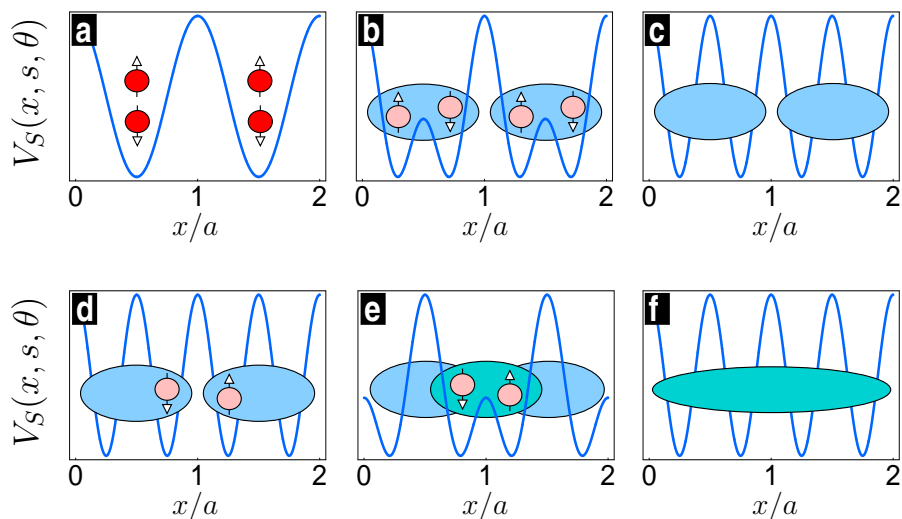 a b c
V_S(x, s, θ)
0 1 2 0 1 2 0 1 2
x/a x/a x/a
d e f
V_S(x, s, θ)
0 1 2 0 1 2 0 1 2
x/a x/a x/a